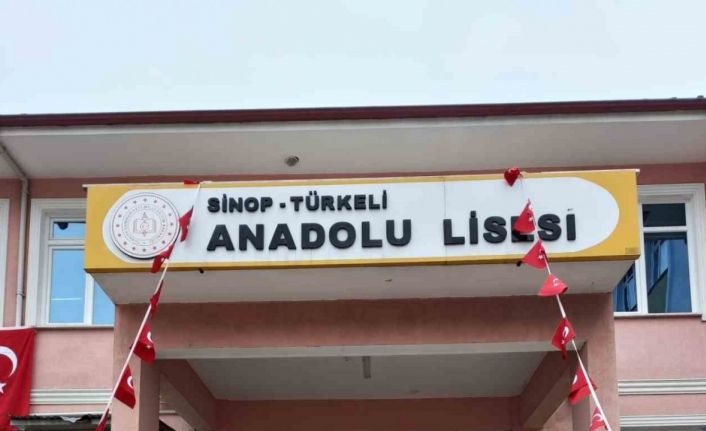 SİNOP - TÜRKELİ
ANADOLU LİSESİ